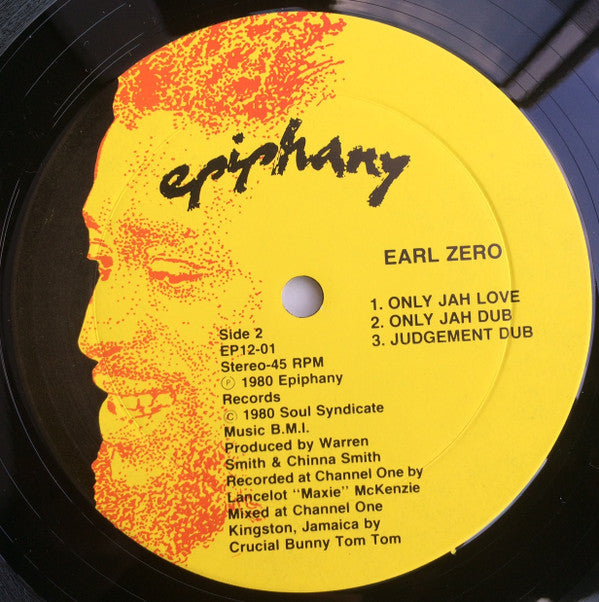 epiphany
EARL ZERO
1. ONLY JAH LOVE
2. ONLY JAH DUB
3. JUDGEMENT DUB
Side 2
EP12-01
Stereo-45 RPM
Ⓟ 1980 Epiphany
Records
© 1980 Soul Syndicate
Music B.M.I.
Produced by Warren
Smith & Chinna Smith
Recorded at Channel One by
Lancelot "Maxie" McKenzie
Mixed at Channel One
Kingston, Jamaica by
Crucial Bunny Tom Tom